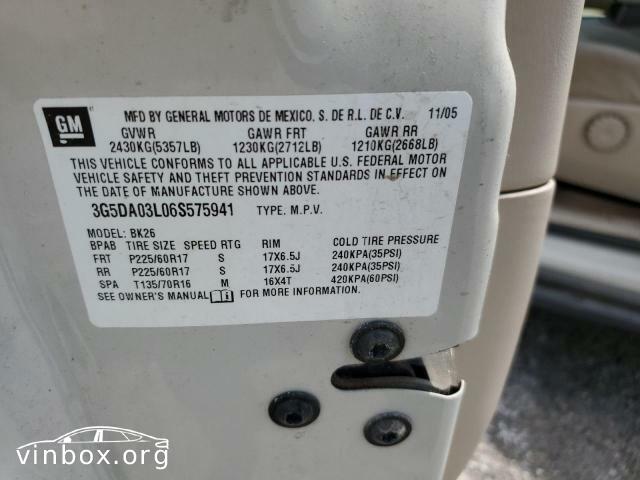 GM
MFD BY GENERAL MOTORS DE MEXICO. S. DE R.L. DE C.V. 11/05
GVWR GAWR FRT GAWR RR
2430KG(5357LB) 1230KG(2712LB) 1210KG(2668LB)
THIS VEHICLE CONFORMS TO ALL APPLICABLE U.S. FEDERAL MOTOR
VEHICLE SAFETY AND THEFT PREVENTION STANDARDS IN EFFECT ON
THE DATE OF MANUFACTURE SHOWN ABOVE.
3G5DA03L06S575941 TYPE: M.P.V.
MODEL: BK26
BPAB TIRE SIZE SPEED RTG RIM COLD TIRE PRESSURE
FRT P225/60R17 S 17X6.5J 240KPA(35PSI)
RR P225/60R17 S 17X6.5J 240KPA(35PSI)
SPA T135/70R16 M 16X4T 420KPA(60PSI)
SEE OWNER'S MANUAL FOR MORE INFORMATION.
vinbox.org